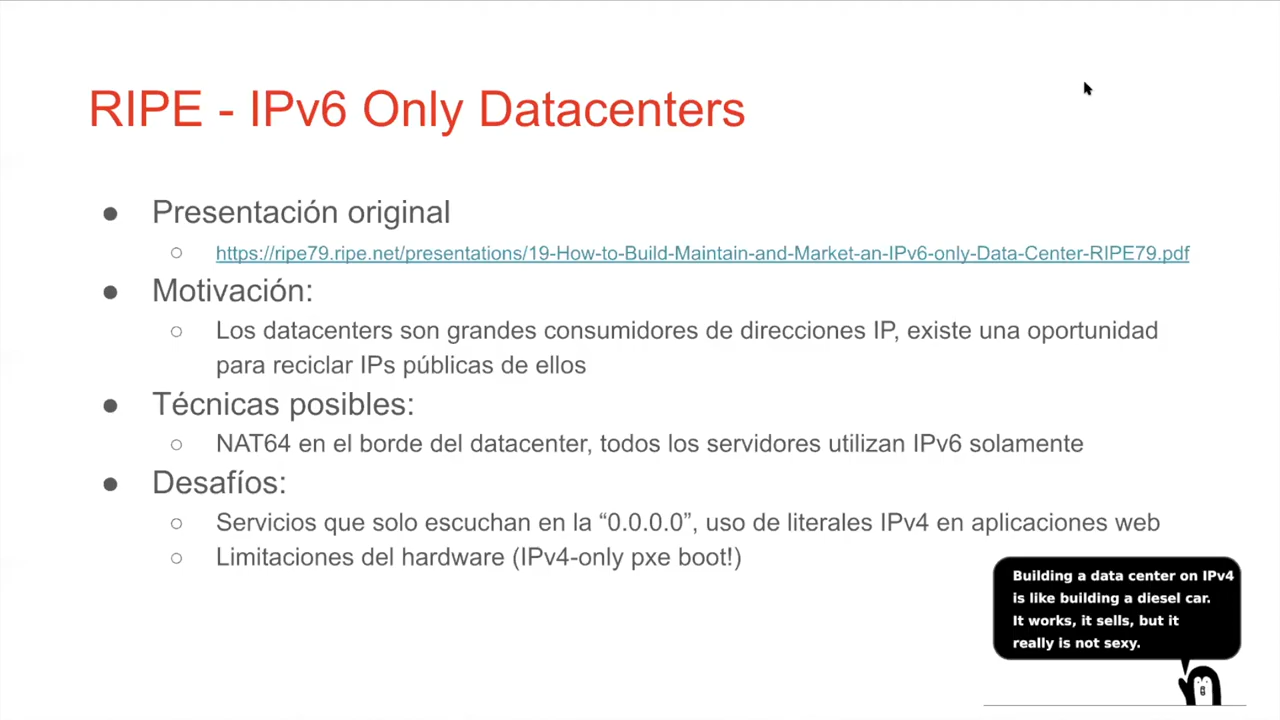 RIPE - IPv6 Only Datacenters
● Presentación original
○ https://ripe79.ripe.net/presentations/19-How-to-Build-Maintain-and-Market-an-IPv6-only-Data-Center-RIPE79.pdf
● Motivación:
○ Los datacenters son grandes consumidores de direcciones IP, existe una oportunidad
para reciclar IPs públicas de ellos
● Técnicas posibles:
○ NAT64 en el borde del datacenter, todos los servidores utilizan IPv6 solamente
● Desafíos:
○ Servicios que solo escuchan en la “0.0.0.0”, uso de literales IPv4 en aplicaciones web
○ Limitaciones del hardware (IPv4-only pxe boot!)
Building a data center on IPv4
is like building a diesel car.
It works, it sells, but it
really is not sexy.